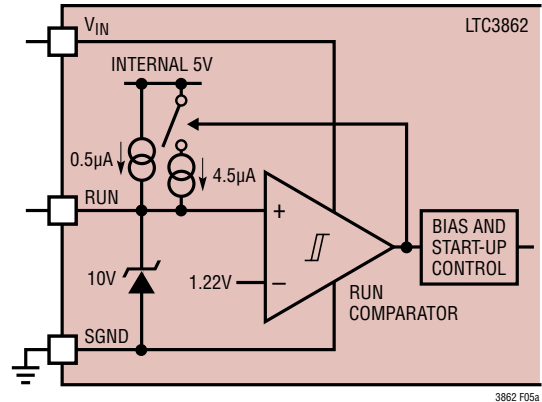 V_IN
LTC3862
INTERNAL 5V
0.5µA
4.5µA
RUN
+
BIAS AND
START-UP
CONTROL
10V
1.22V
–
RUN
COMPARATOR
SGND
3862 F05a